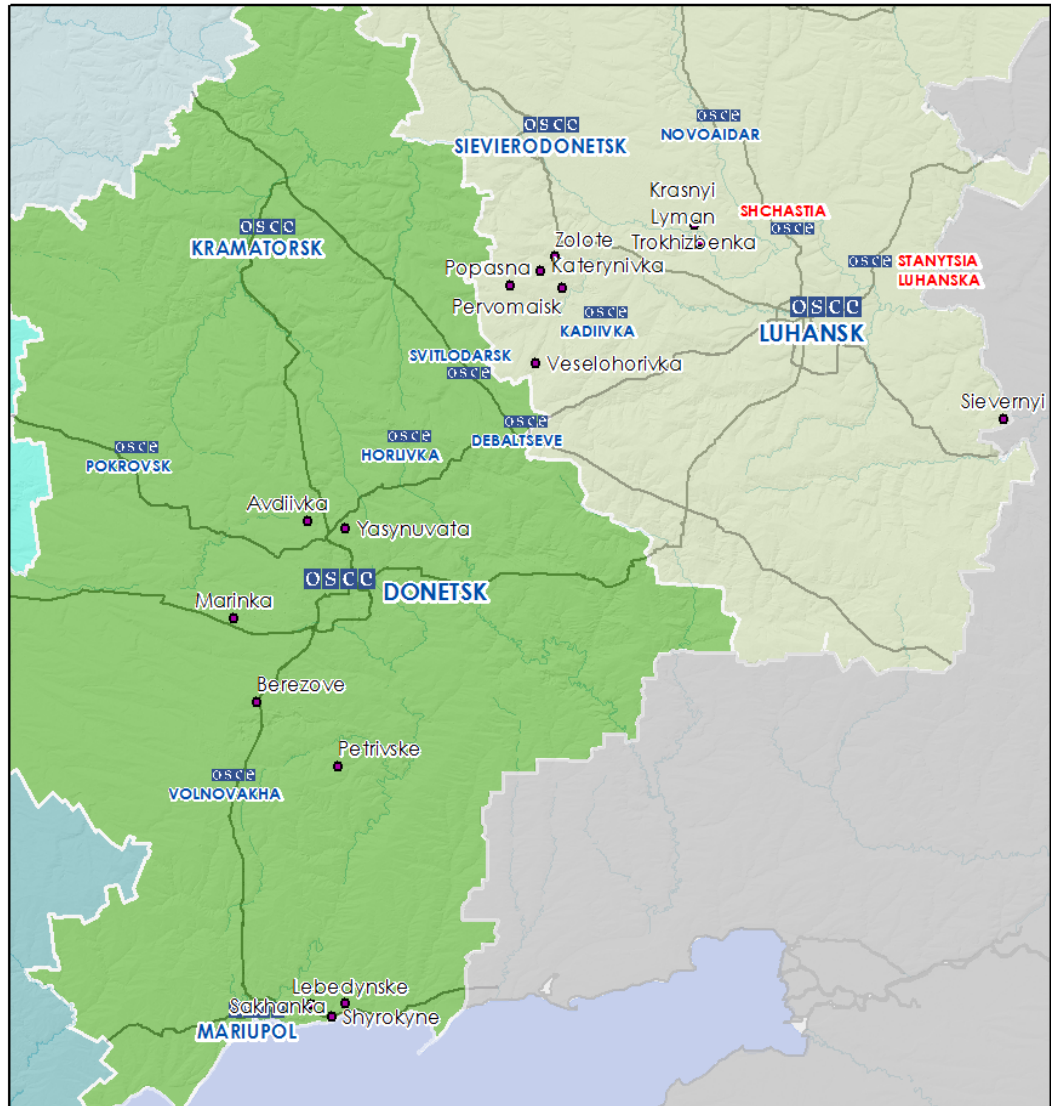 osce
SIEVIERODONETSK
osce
NOVOAIDAR
Krasnyi
Lyman
Trokhizbenka
SHCHASTIA
osce
osce
KRAMATORSK
Zolote
Popasna
Katerynivka
Pervomaisk
osce
STANYTSIA
LUHANSKA
osce
KADIIVKA
osce
LUHANSK
SVITLODARSK
osce
Veselohorivka
Sievernyi
osce
DEBALTSEVE
osce
HORLIVKA
osce
POKROVSK
Avdiivka
Yasynuvata
osce
DONETSK
Marinka
Berezove
Petrivske
osce
VOLNOVAKHA
Lebedynske
Sakhanka
Shyrokyne
MARIUPOL